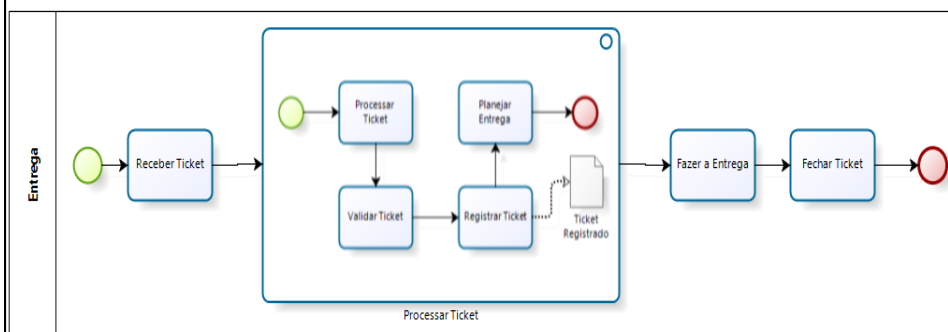 Entrega
Receber Ticket
Processar
Ticket
Validar Ticket
Registrar Ticket
Planejar
Entrega
Ticket
Registrado
Processar Ticket
Fazer a Entrega
Fechar Ticket